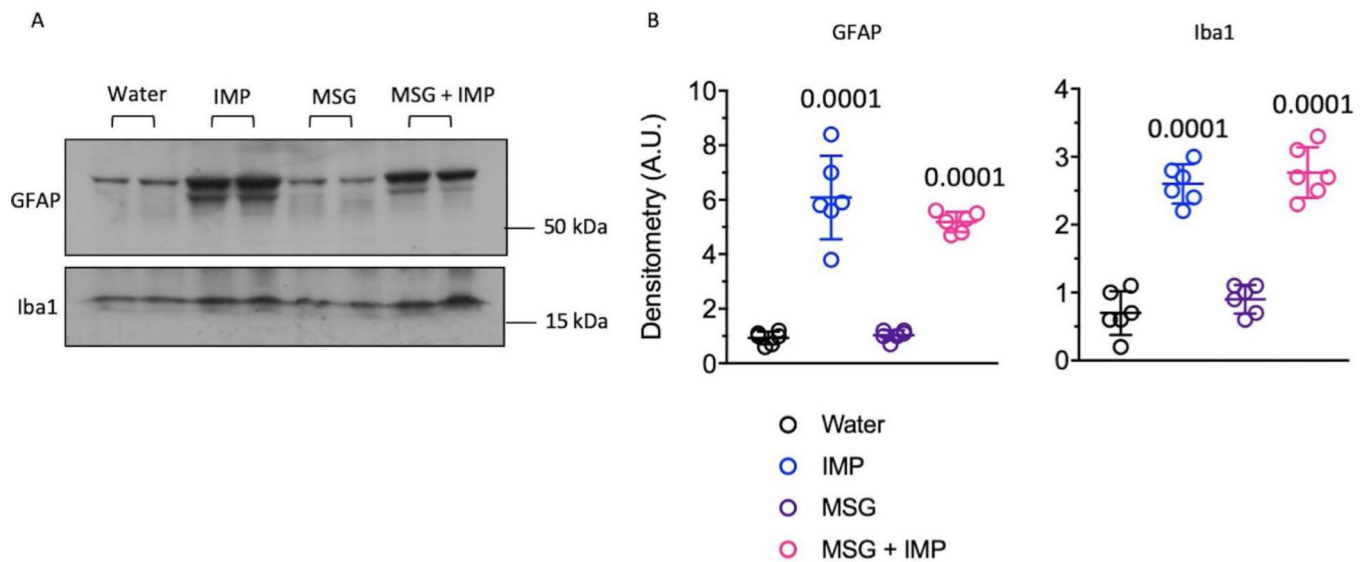 A
Water IMP MSG MSG + IMP
GFAP
50 kDa
Iba1
15 kDa
B
GFAP
Densitometry (A.U.)
10
8
6
4
2
0
0.0001
0.0001
Iba1
4
3
2
1
0
0.0001
0.0001
Water
IMP
MSG
MSG + IMP